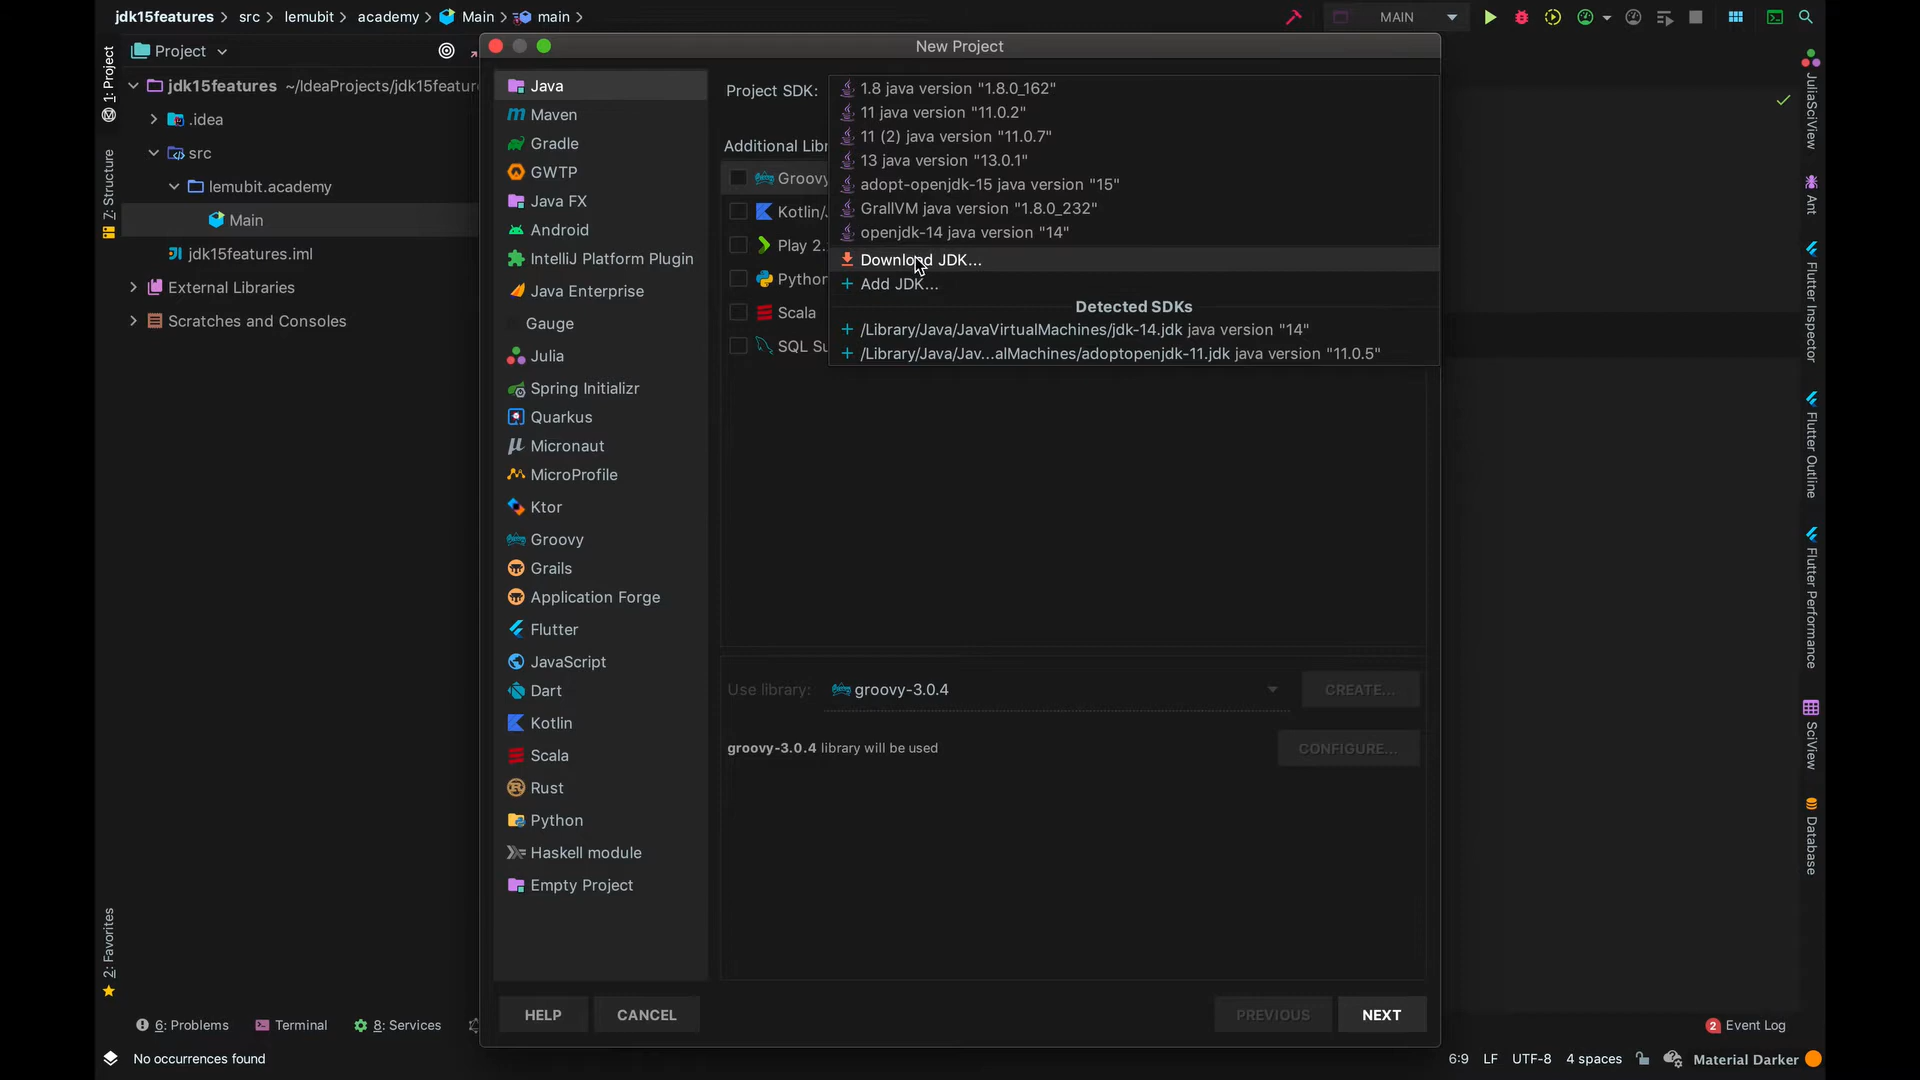 jdk15features > src > lemubit > academy > Main > main >
MAIN
Project
jdk15features ~/IdeaProjects/jdk15featur
.idea
src
lemubit.academy
Main
jdk15features.iml
External Libraries
Scratches and Consoles
1: Project
7: Structure
2: Favorites
New Project
Java
Maven
Gradle
GWTP
Java FX
Android
IntelliJ Platform Plugin
Java Enterprise
Gauge
Julia
Spring Initializr
Quarkus
Micronaut
MicroProfile
Ktor
Groovy
Grails
Application Forge
Flutter
JavaScript
Dart
Kotlin
Scala
Rust
Python
Haskell module
Empty Project
Project SDK:
1.8 java version "1.8.0_162"
11 java version "11.0.2"
11 (2) java version "11.0.7"
13 java version "13.0.1"
adopt-openjdk-15 java version "15"
GrallVM java version "1.8.0_232"
openjdk-14 java version "14"
Download JDK...
Add JDK...
Detected SDKs
/Library/Java/JavaVirtualMachines/jdk-14.jdk java version "14"
/Library/Java/Jav...alMachines/adoptopenjdk-11.jdk java version "11.0.5"
Additional Lib
Groovy
Kotlin/
Play 2.
Python
Scala
SQL Su
Use library: groovy-3.0.4
CREATE...
groovy-3.0.4 library will be used
CONFIGURE...
HELP
CANCEL
PREVIOUS
NEXT
JuliaSciView
Ant
Flutter Inspector
Flutter Outline
Flutter Performance
SciView
Database
6: Problems
Terminal
8: Services
2 Event Log
No occurrences found
6:9 LF UTF-8 4 spaces Material Darker